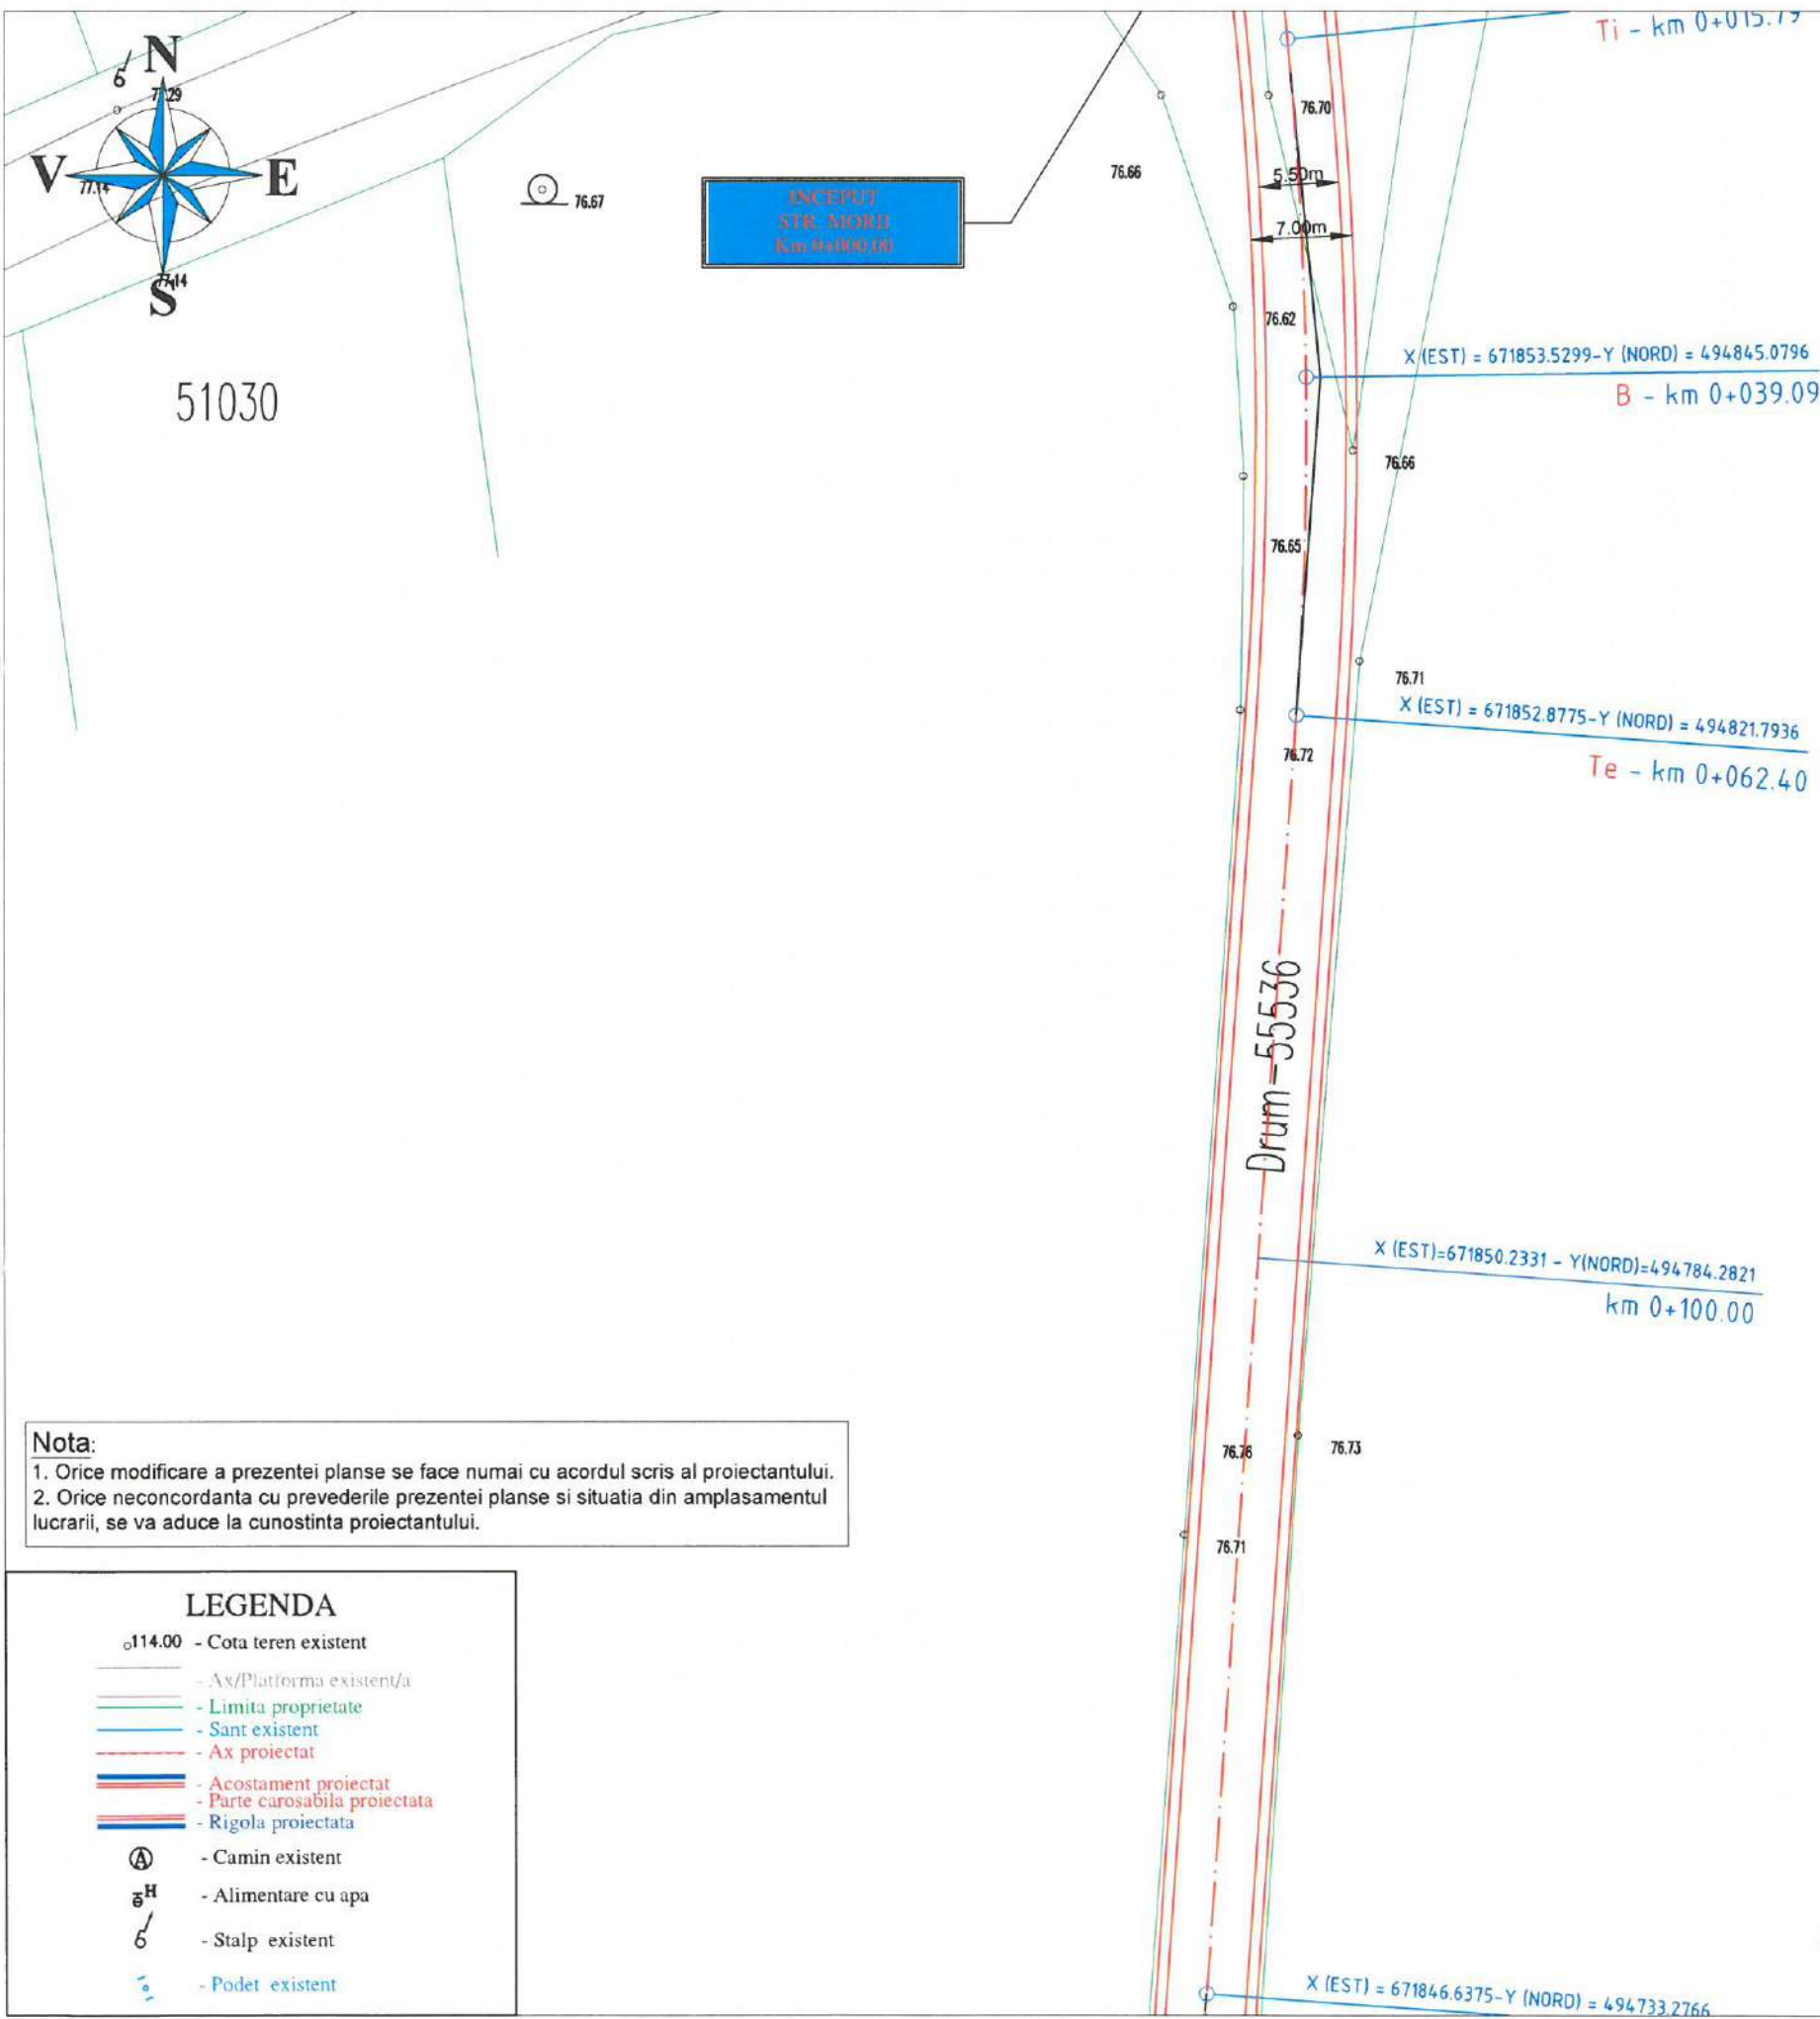 Ti - km 0+015.79
N
77.29
V
E
77.14
77.14
S
51030
76.67
INCEPUT
STR. MORII
Km 0+000.00
76.66
76.70
5.50m
7.00m
76.62
X (EST) = 671853.5299-Y (NORD) = 494845.0796
B - km 0+039.09
76.66
76.65
76.71
X (EST) = 671852.8775-Y (NORD) = 494821.7936
76.72
Te - km 0+062.40
Drum-55536
X (EST)=671850.2331 - Y(NORD)=494784.2821
km 0+100.00
76.76
76.73
76.71
Nota:
1. Orice modificare a prezentei planse se face numai cu acordul scris al proiectantului.
2. Orice neconcordanta cu prevederile prezentei planse si situatia din amplasamentul
lucrarii, se va aduce la cunostinta proiectantului.
LEGENDA
114.00 - Cota teren existent
- Ax/Platforma existent/a
- Limita proprietate
- Sant existent
- Ax proiectat
- Acostament proiectat
- Parte carosabila proiectata
- Rigola proiectata
A - Camin existent
H - Alimentare cu apa
- Stalp existent
- Podet existent
X (EST) = 671846.6375-Y (NORD) = 494733.2766